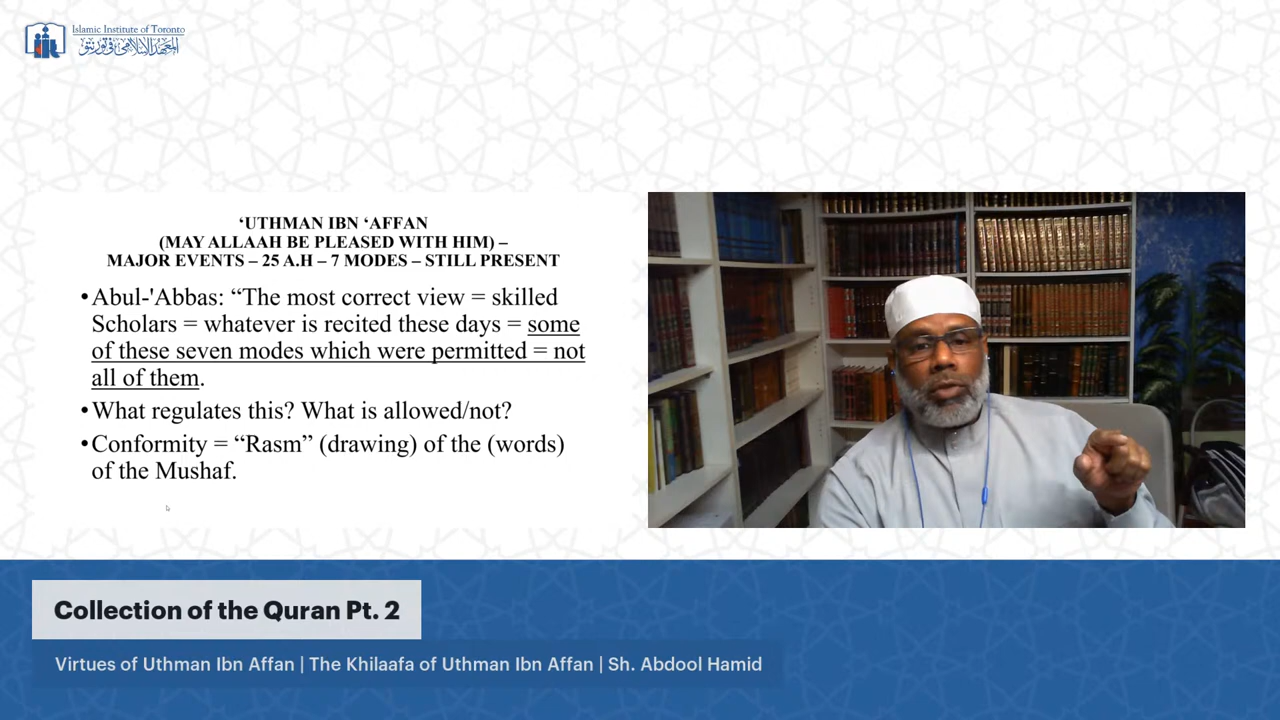 Islamic Institute of Toronto
المعهد الإسلامي في تورنتو
‘UTHMAN IBN ‘AFFAN
(MAY ALLAAH BE PLEASED WITH HIM) –
MAJOR EVENTS – 25 A.H – 7 MODES – STILL PRESENT
•Abul-'Abbas: “The most correct view = skilled
Scholars = whatever is recited these days = some
of these seven modes which were permitted = not
all of them.
•What regulates this? What is allowed/not?
•Conformity = “Rasm” (drawing) of the (words)
of the Mushaf.
Collection of the Quran Pt. 2
Virtues of Uthman Ibn Affan | The Khilaafa of Uthman Ibn Affan | Sh. Abdool Hamid